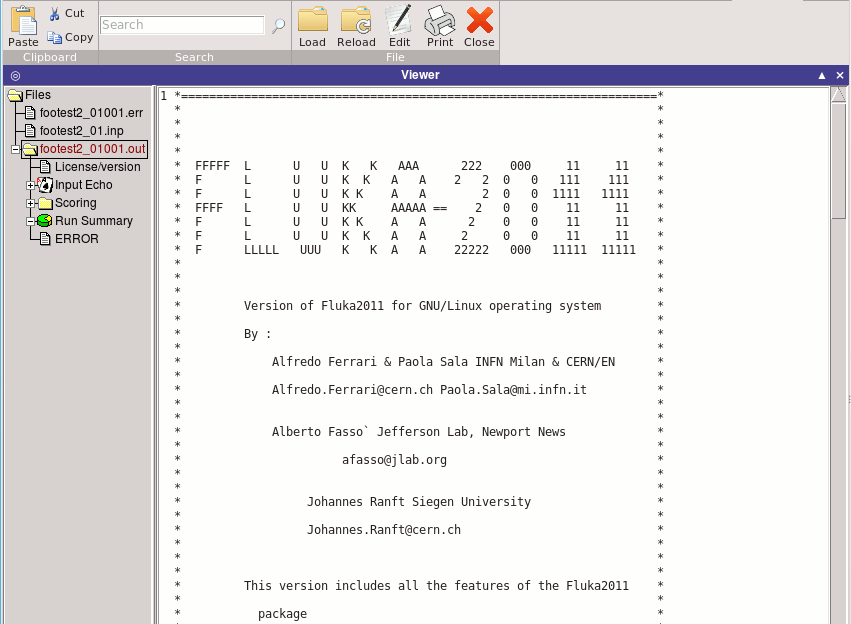 Paste
Cut
Copy
Clipboard
Search
Search
Load Reload Edit Print Close
File
Viewer
Files
footest2_01001.err
footest2_01.inp
footest2_01001.out
License/version
Input Echo
Scoring
Run Summary
ERROR
1 *====================================================================*
* *
* *
* *
* *
* FFFFF L U U K K AAA 222 000 11 11 *
* F L U U K K A A 2 2 0 0 111 111 *
* F L U U K K A A 2 0 0 1111 1111 *
* FFFF L U U KK AAAAA == 2 0 0 11 11 *
* F L U U K K A A 2 0 0 11 11 *
* F L U U K K A A 2 0 0 11 11 *
* F LLLLL UUU K K A A 22222 000 11111 11111 *
* *
* *
* *
* Version of Fluka2011 for GNU/Linux operating system *
* *
* By : *
* *
* Alfredo Ferrari & Paola Sala INFN Milan & CERN/EN *
* *
* Alfredo.Ferrari@cern.ch Paola.Sala@mi.infn.it *
* *
* *
* Alberto Fasso` Jefferson Lab, Newport News *
* *
* afasso@jlab.org *
* *
* *
* Johannes Ranft Siegen University *
* *
* Johannes.Ranft@cern.ch *
* *
* *
* *
* This version includes all the features of the Fluka2011 *
* *
* package *